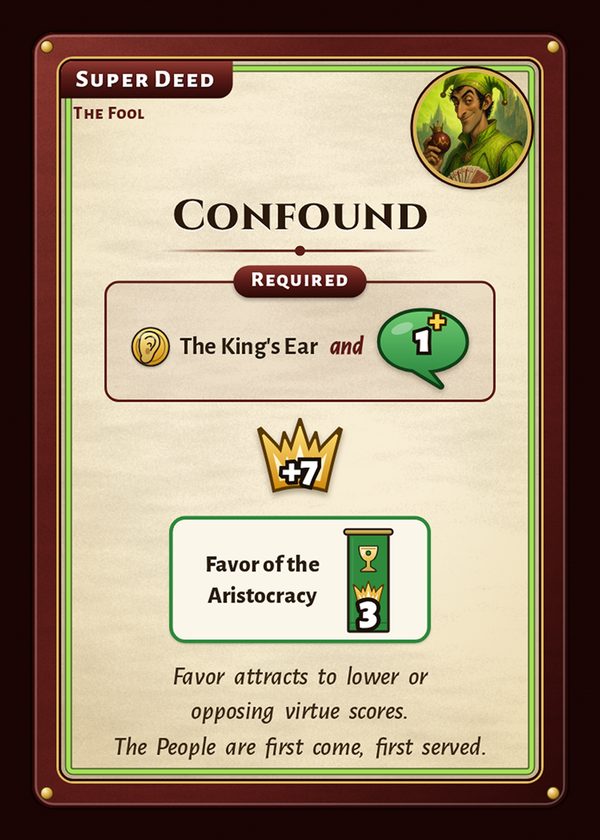 Super Deed
The Fool
Confound
Required
The King's Ear and 1+
+7
Favor of the
Aristocracy
3
Favor attracts to lower or
opposing virtue scores.
The People are first come, first served.